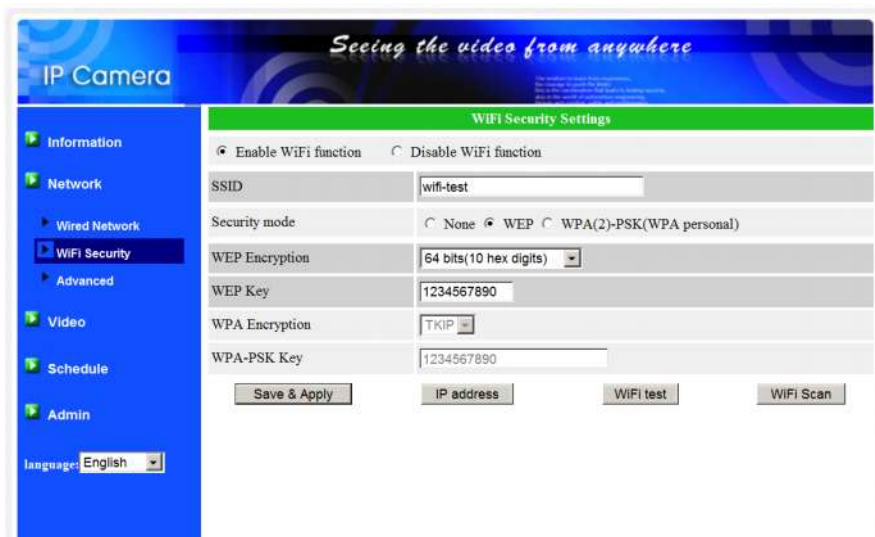 Seeing the video from anywhere
IP Camera
WiFi Security Settings
Information
Network
Wired Network
WiFi Security
Advanced
Video
Schedule
Admin
language: English
Enable WiFi function Disable WiFi function
SSID wifi-test
Security mode None WEP WPA(2)-PSK(WPA personal)
WEP Encryption 64 bits(10 hex digits)
WEP Key 1234567890
WPA Encryption TKIP
WPA-PSK Key 1234567890
Save & Apply IP address WiFi test WiFi Scan